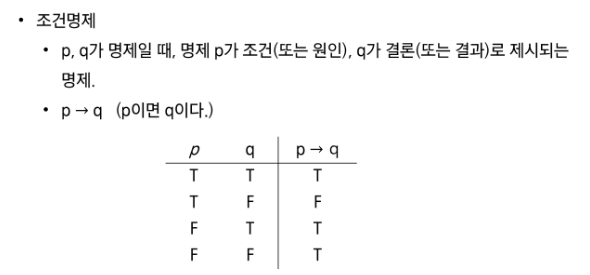 • 조건명제
• p, q가 명제일 때, 명제 p가 조건(또는 원인), q가 결론(또는 결과)로 제시되는
명제.
• p → q (p이면 q이다.)
p q p → q
T T T
T F F
F T T
F F T